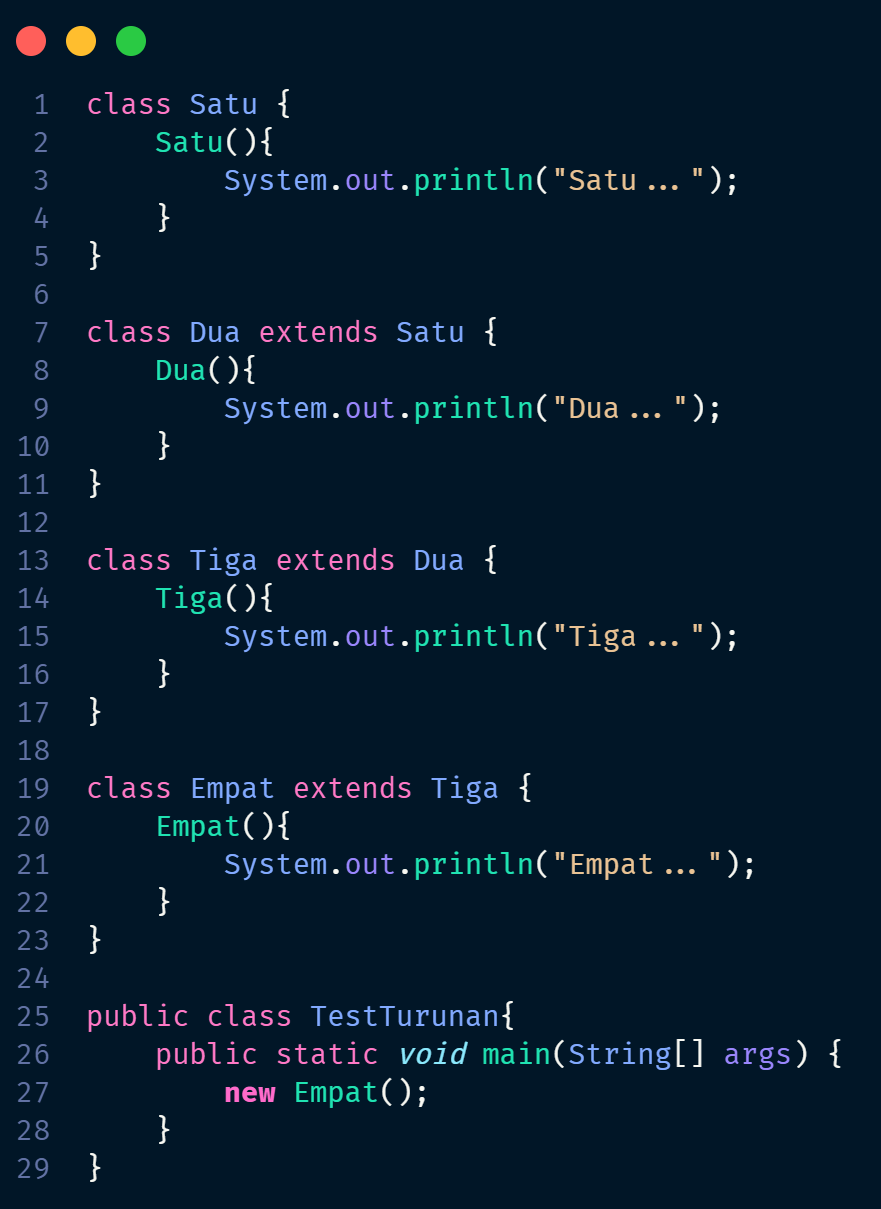 1 class Satu {
2     Satu(){
3         System.out.println("Satu...");
4     }
5 }
6
7 class Dua extends Satu {
8     Dua(){
9         System.out.println("Dua...");
10     }
11 }
12
13 class Tiga extends Dua {
14     Tiga(){
15         System.out.println("Tiga...");
16     }
17 }
18
19 class Empat extends Tiga {
20     Empat(){
21         System.out.println("Empat...");
22     }
23 }
24
25 public class TestTurunan{
26     public static void main(String[] args) {
27         new Empat();
28     }
29 }